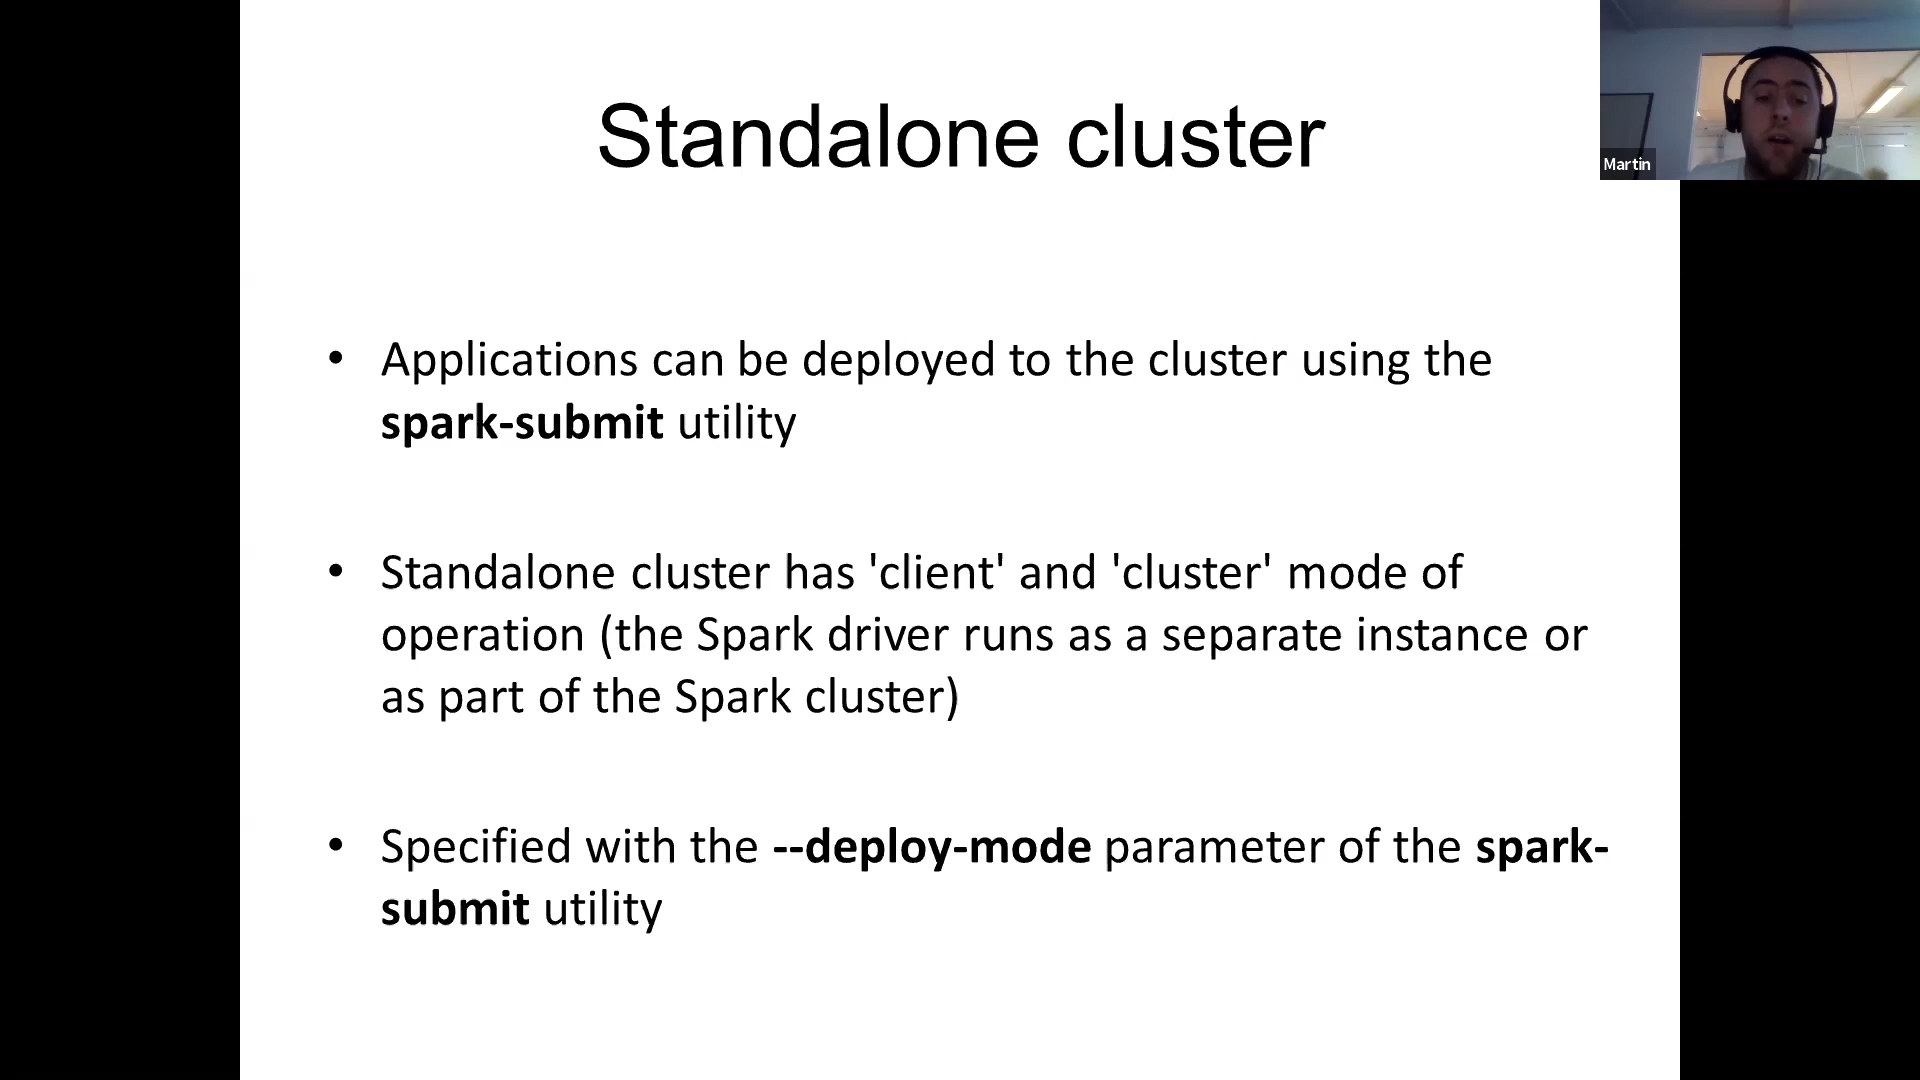 Standalone cluster
Martin
• Applications can be deployed to the cluster using the
spark-submit utility
• Standalone cluster has 'client' and 'cluster' mode of
operation (the Spark driver runs as a separate instance or
as part of the Spark cluster)
• Specified with the --deploy-mode parameter of the spark-
submit utility